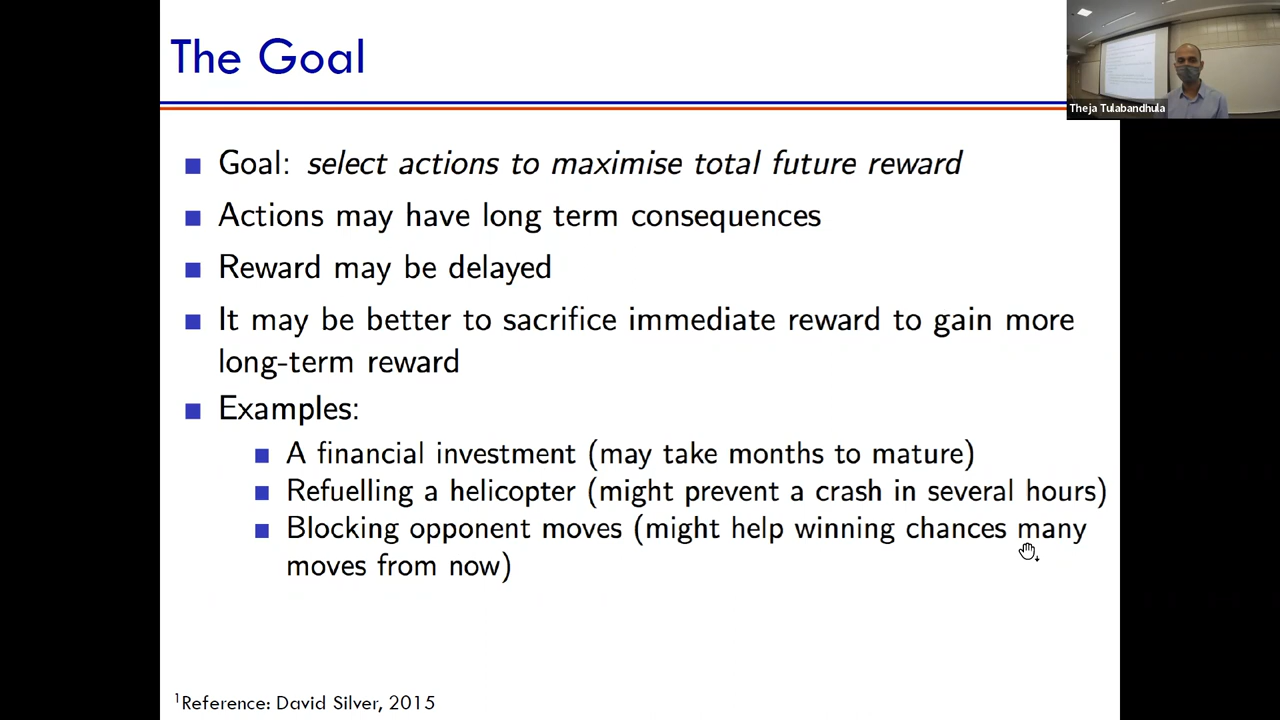 The Goal
Theja Tulabandhula
Goal: select actions to maximise total future reward
Actions may have long term consequences
Reward may be delayed
It may be better to sacrifice immediate reward to gain more
long-term reward
Examples:
A financial investment (may take months to mature)
Refuelling a helicopter (might prevent a crash in several hours)
Blocking opponent moves (might help winning chances many
moves from now)
1Reference: David Silver, 2015